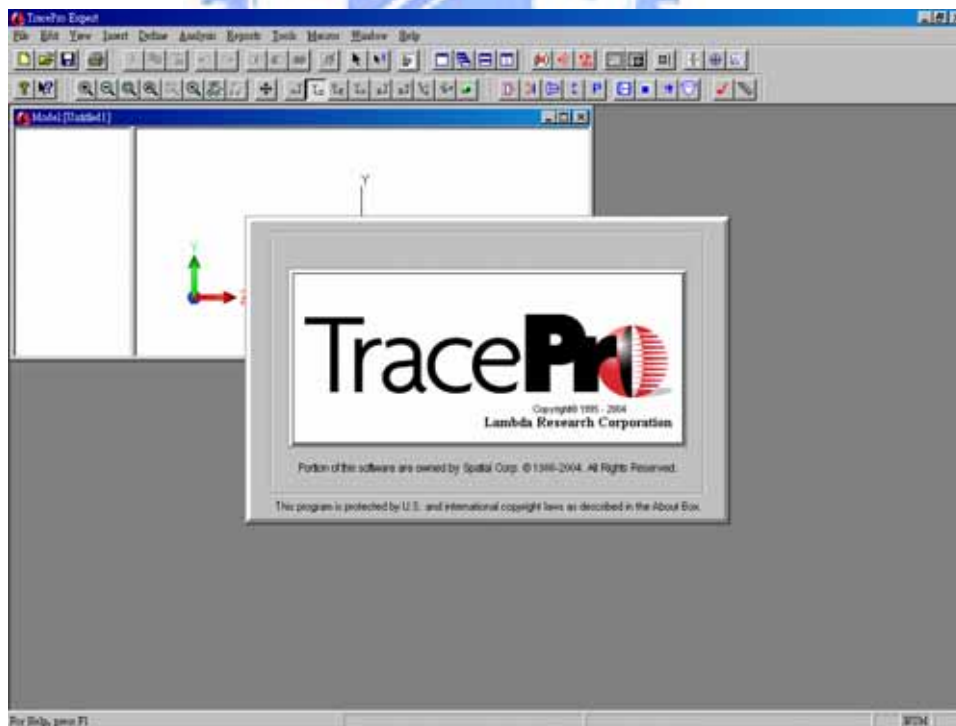 TracePro Expert
File Edit View Insert Define Analysis Reports Tools Macros Window Help
Model:[Untitled1]
Y
Y
Z
TracePro
Copyright© 1995 - 2004
Lambda Research Corporation
Portion of this software are owned by Spatial Corp. © 1986-2004. All Rights Reserved.
This program is protected by U.S. and international copyright laws as described in the About Box.
For Help, press F1
NUM